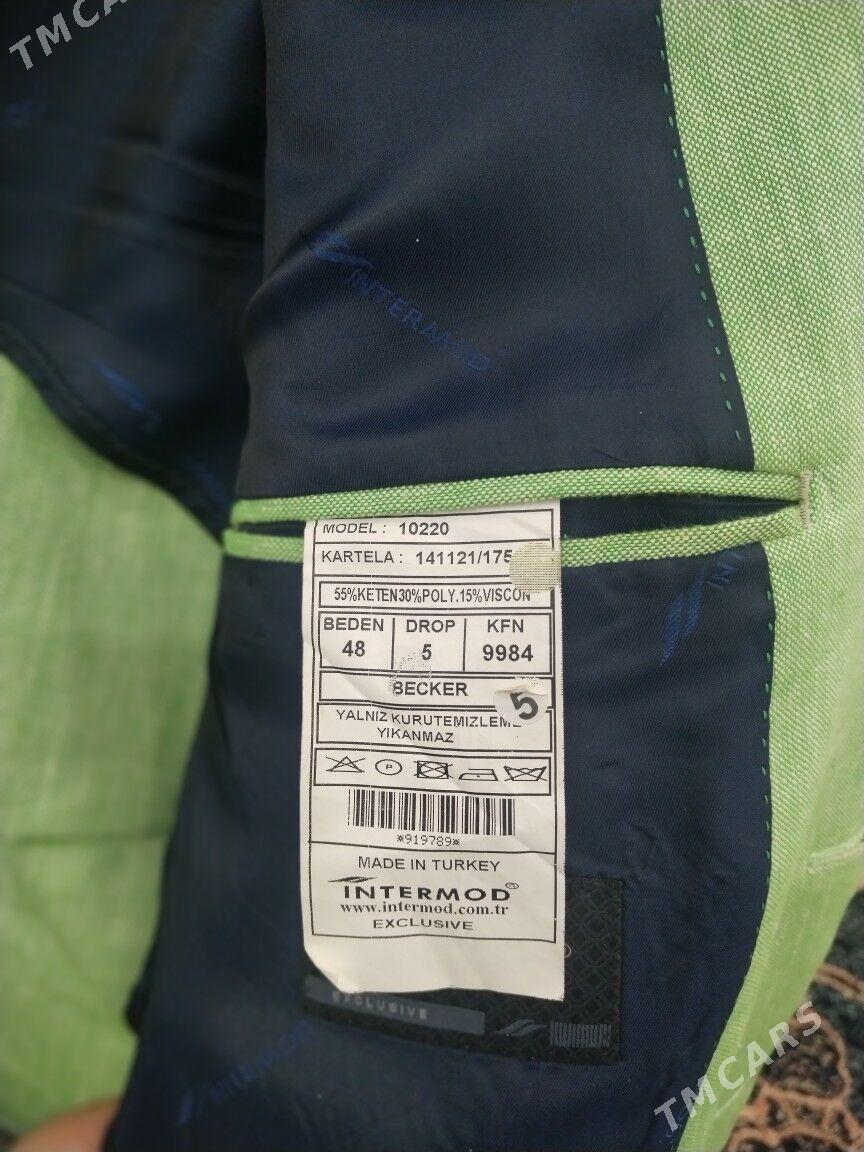 TMCARS
INTERMOD
MODEL : 10220
KARTELA : 141121/175
55%KETEN30%POLY.15%VISCON
BEDEN DROP KFN
48 5 9984
BECKER
5
YALNIZ KURUTEMIZLEME
YIKANMAZ
P
*919789*
MADE IN TURKEY
INTERMOD®
www.intermod.com.tr
EXCLUSIVE
EXCLUSIVE
INTERMOD
TMCARS